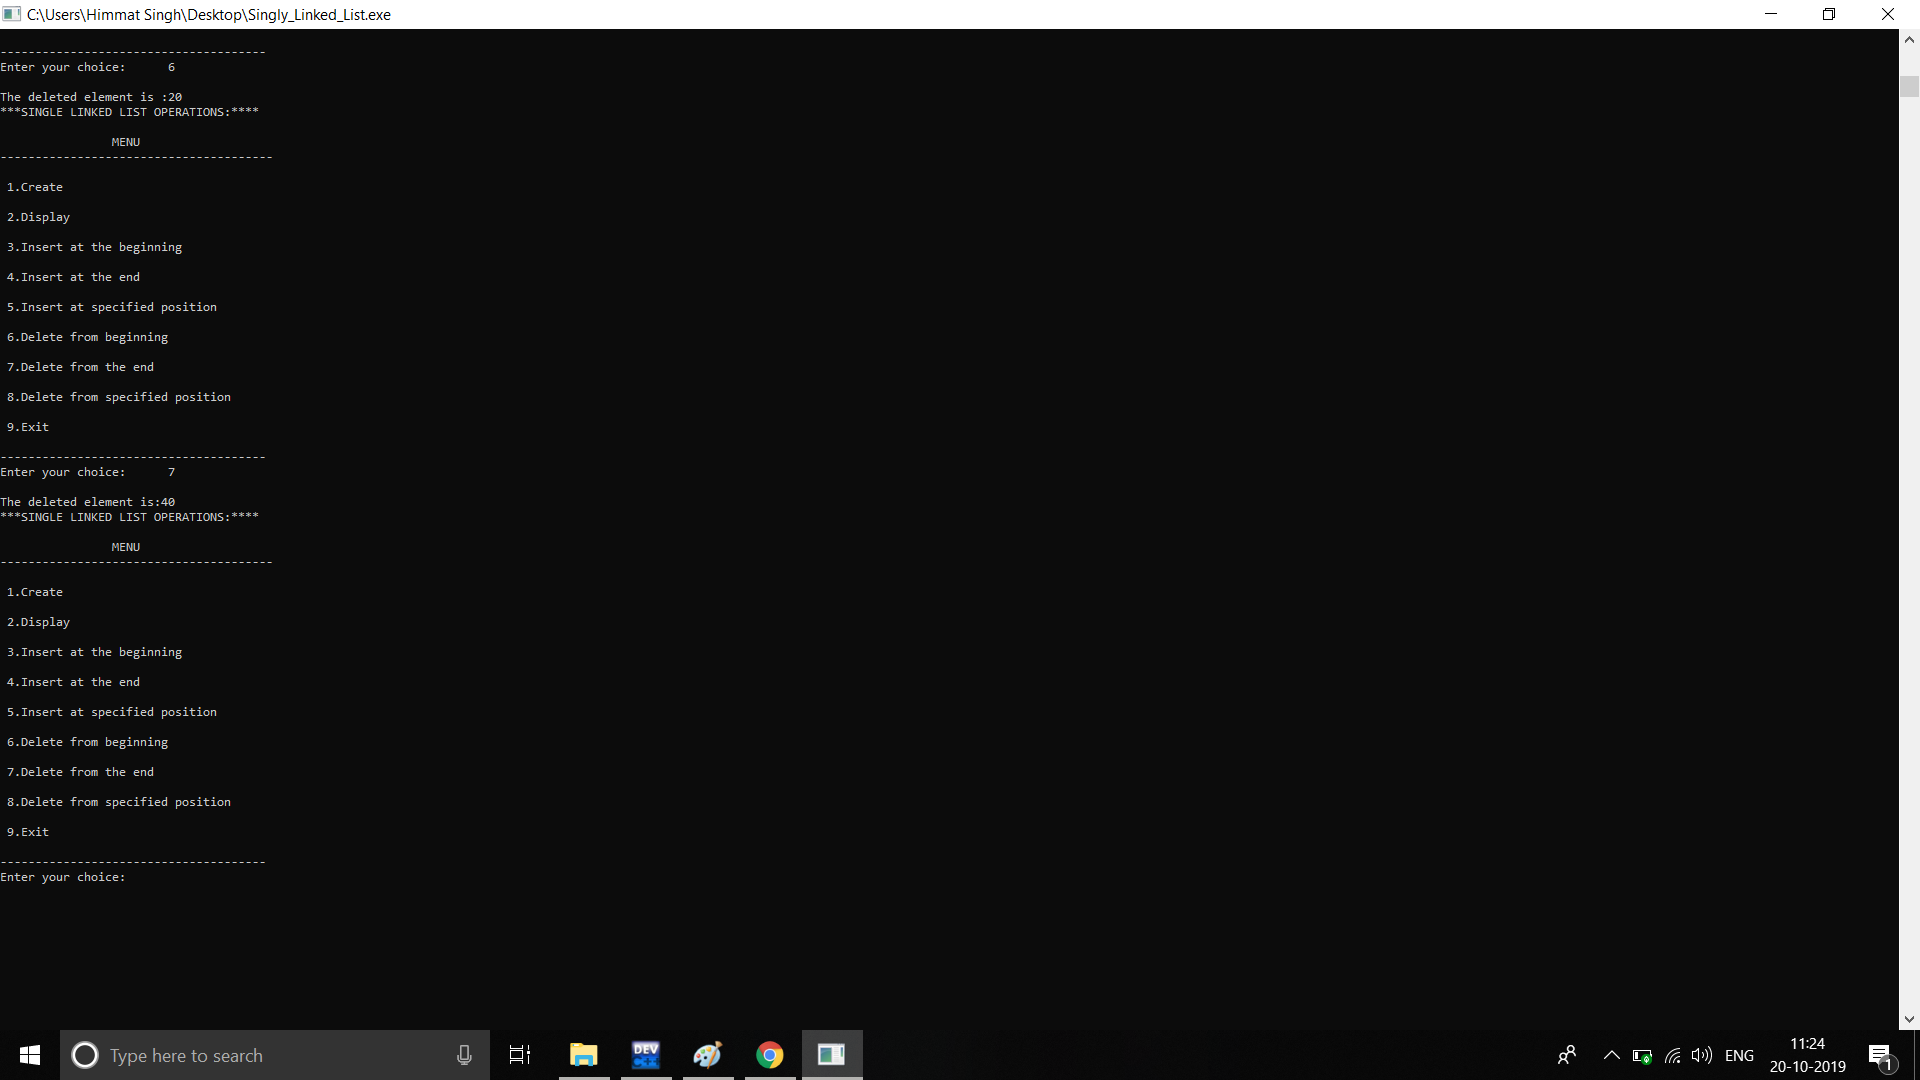 C:\Users\Himmat Singh\Desktop\Singly_Linked_List.exe
--------------------------------------
Enter your choice:      6
The deleted element is :20
***SINGLE LINKED LIST OPERATIONS:****
MENU
---------------------------------------
1.Create
2.Display
3.Insert at the beginning
4.Insert at the end
5.Insert at specified position
6.Delete from beginning
7.Delete from the end
8.Delete from specified position
9.Exit
--------------------------------------
Enter your choice:      7
The deleted element is:40
***SINGLE LINKED LIST OPERATIONS:****
MENU
---------------------------------------
1.Create
2.Display
3.Insert at the beginning
4.Insert at the end
5.Insert at specified position
6.Delete from beginning
7.Delete from the end
8.Delete from specified position
9.Exit
--------------------------------------
Enter your choice:
Type here to search
DEV C++
ENG
11:24
20-10-2019
1